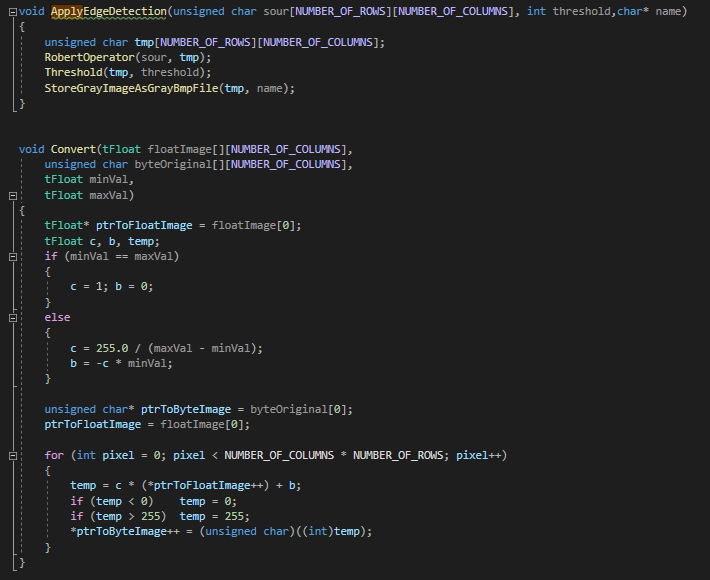 void ApplyEdgeDetection(unsigned char sour[NUMBER_OF_ROWS][NUMBER_OF_COLUMNS], int threshold,char* name)
{
    unsigned char tmp[NUMBER_OF_ROWS][NUMBER_OF_COLUMNS];
    RobertOperator(sour, tmp);
    Threshold(tmp, threshold);
    StoreGrayImageAsGrayBmpFile(tmp, name);
}
void Convert(tFloat floatImage[][NUMBER_OF_COLUMNS],
    unsigned char byteOriginal[][NUMBER_OF_COLUMNS],
    tFloat minVal,
    tFloat maxVal)
{
    tFloat* ptrToFloatImage = floatImage[0];
    tFloat c, b, temp;
    if (minVal == maxVal)
    {
        c = 1; b = 0;
    }
    else
    {
        c = 255.0 / (maxVal - minVal);
        b = -c * minVal;
    }
    unsigned char* ptrToByteImage = byteOriginal[0];
    ptrToFloatImage = floatImage[0];
    for (int pixel = 0; pixel < NUMBER_OF_COLUMNS * NUMBER_OF_ROWS; pixel++)
    {
        temp = c * (*ptrToFloatImage++) + b;
        if (temp < 0)    temp = 0;
        if (temp > 255)  temp = 255;
        *ptrToByteImage++ = (unsigned char)((int)temp);
    }
}